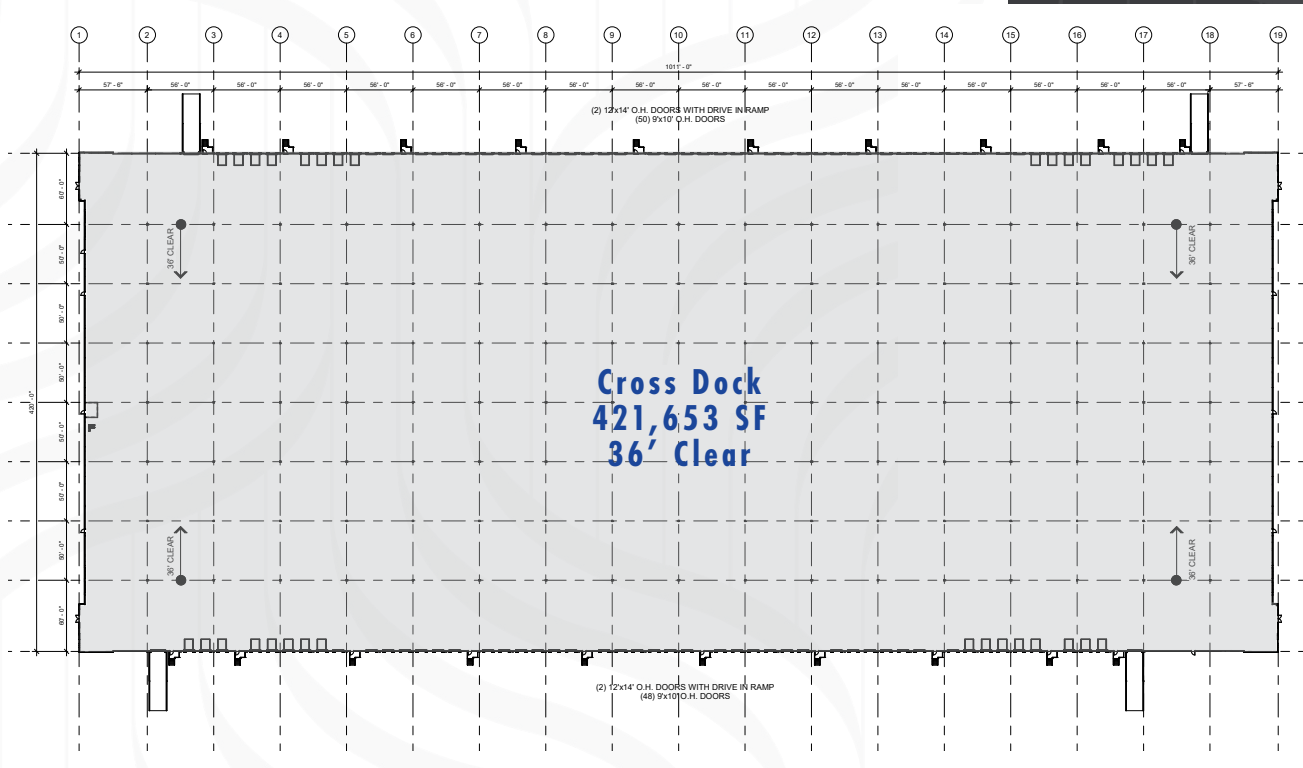 1 2 3 4 5 6 7 8 9 10 11 12 13 14 15 16 17 18 19
1011' - 0"
57' - 6" 56' - 0" 56' - 0" 56' - 0" 56' - 0" 56' - 0" 56' - 0" 56' - 0" 56' - 0" 56' - 0" 56' - 0" 56' - 0" 56' - 0" 56' - 0" 56' - 0" 56' - 0" 56' - 0" 57' - 6"
(2) 12'x14' O.H. DOORS WITH DRIVE IN RAMP
(50) 9'x10' O.H. DOORS
60' - 0"
50' - 0"
50' - 0"
50' - 0"
50' - 0"
50' - 0"
50' - 0"
60' - 0"
420' - 0"
36' CLEAR
36' CLEAR
Cross Dock
421,653 SF
36' Clear
36' CLEAR
36' CLEAR
(2) 12'x14' O.H. DOORS WITH DRIVE IN RAMP
(48) 9'x10' O.H. DOORS